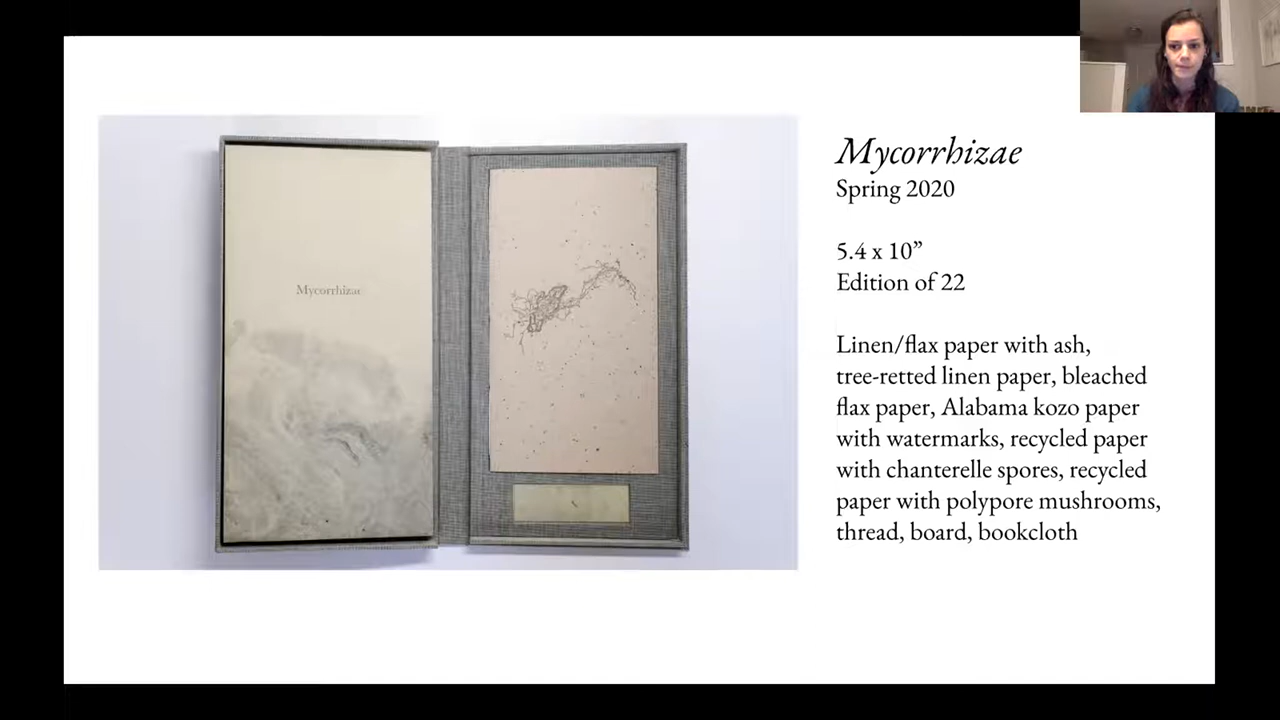 Mycorrhizae
Mycorrhizae
Spring 2020
5.4 x 10”
Edition of 22
Linen/flax paper with ash,
tree-retted linen paper, bleached
flax paper, Alabama kozo paper
with watermarks, recycled paper
with chanterelle spores, recycled
paper with polypore mushrooms,
thread, board, bookcloth